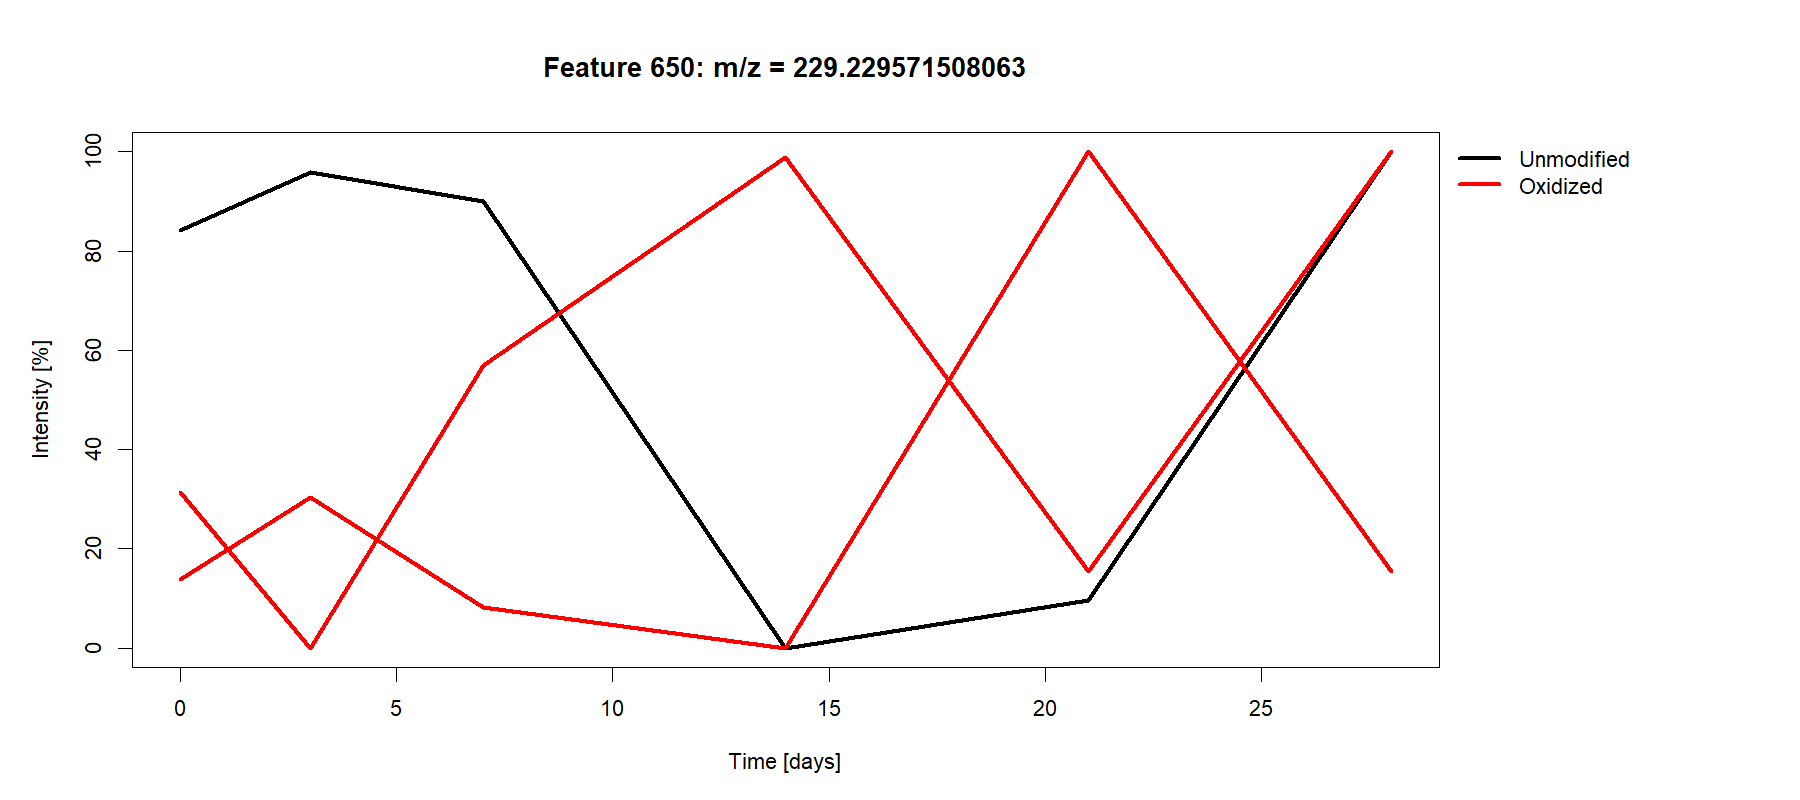 Feature 650: m/z = 229.229571508063
Unmodified
Oxidized
100
80
60
40
20
0
Intensity [%]
0 5 10 15 20 25
Time [days]